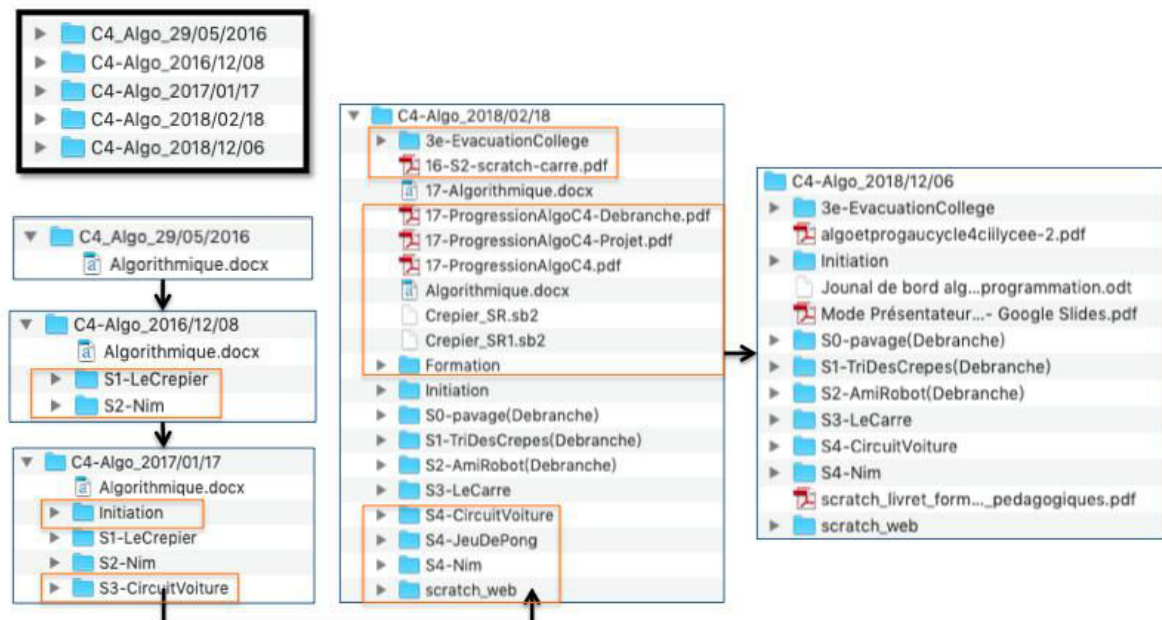 C4_Algo_29/05/2016
C4-Algo_2016/12/08
C4-Algo_2017/01/17
C4-Algo_2018/02/18
C4-Algo_2018/12/06
C4_Algo_29/05/2016
Algorithmique.docx
C4-Algo_2016/12/08
Algorithmique.docx
S1-LeCrepier
S2-Nim
C4-Algo_2017/01/17
Algorithmique.docx
Initiation
S1-LeCrepier
S2-Nim
S3-CircuitVoiture
C4-Algo_2018/02/18
3e-EvacuationCollege
16-S2-scratch-carre.pdf
17-Algorithmique.docx
17-ProgressionAlgoC4-Debranche.pdf
17-ProgressionAlgoC4-Projet.pdf
17-ProgressionAlgoC4.pdf
Algorithmique.docx
Crepier_SR.sb2
Crepier_SR1.sb2
Formation
Initiation
S0-pavage(Debranche)
S1-TriDesCrepes(Debranche)
S2-AmiRobot(Debranche)
S3-LeCarre
S4-CircuitVoiture
S4-JeuDePong
S4-Nim
scratch_web
C4-Algo_2018/12/06
3e-EvacuationCollege
algoetprogaucycle4ciilycee-2.pdf
Initiation
Jounal de bord alg...programmation.odt
Mode Présentateur...- Google Slides.pdf
S0-pavage(Debranche)
S1-TriDesCrepes(Debranche)
S2-AmiRobot(Debranche)
S3-LeCarre
S4-CircuitVoiture
S4-Nim
scratch_livret_form..._pedagogiques.pdf
scratch_web